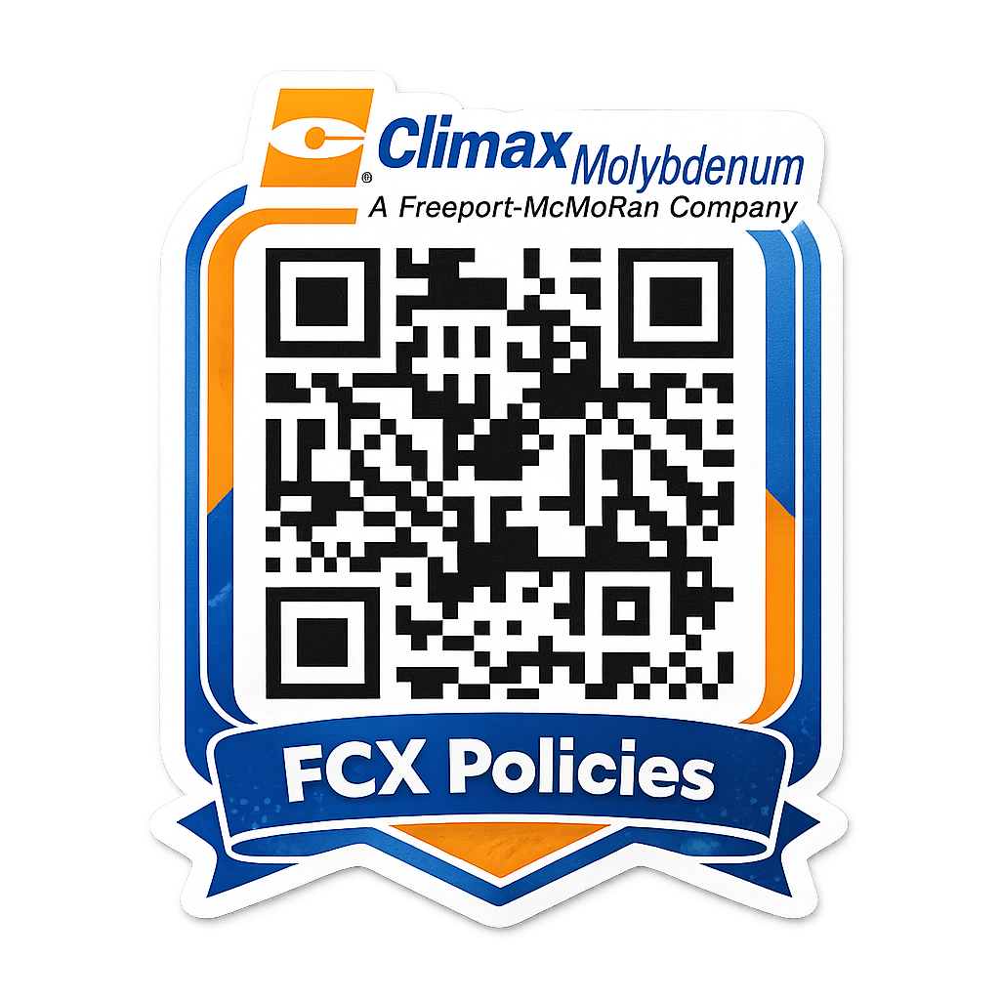 Climax Molybdenum
®
A Freeport-McMoRan Company
FCX Policies